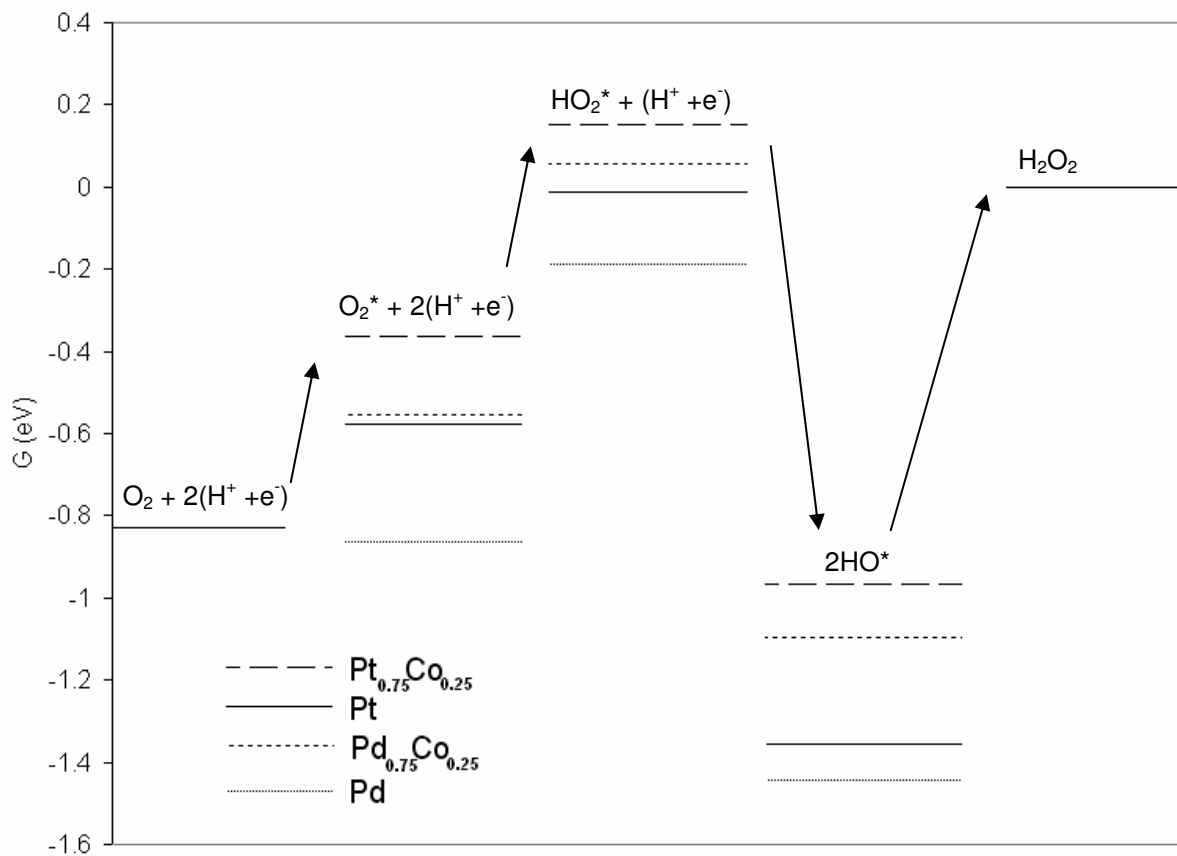 0.4
0.2
0
-0.2
-0.4
-0.6
-0.8
-1
-1.2
-1.4
-1.6
G (eV)
O₂ + 2(H⁺ +e⁻)
O₂* + 2(H⁺ +e⁻)
HO₂* + (H⁺ +e⁻)
2HO*
H₂O₂
Pt₀.₇₅Co₀.₂₅
Pt
Pd₀.₇₅Co₀.₂₅
Pd